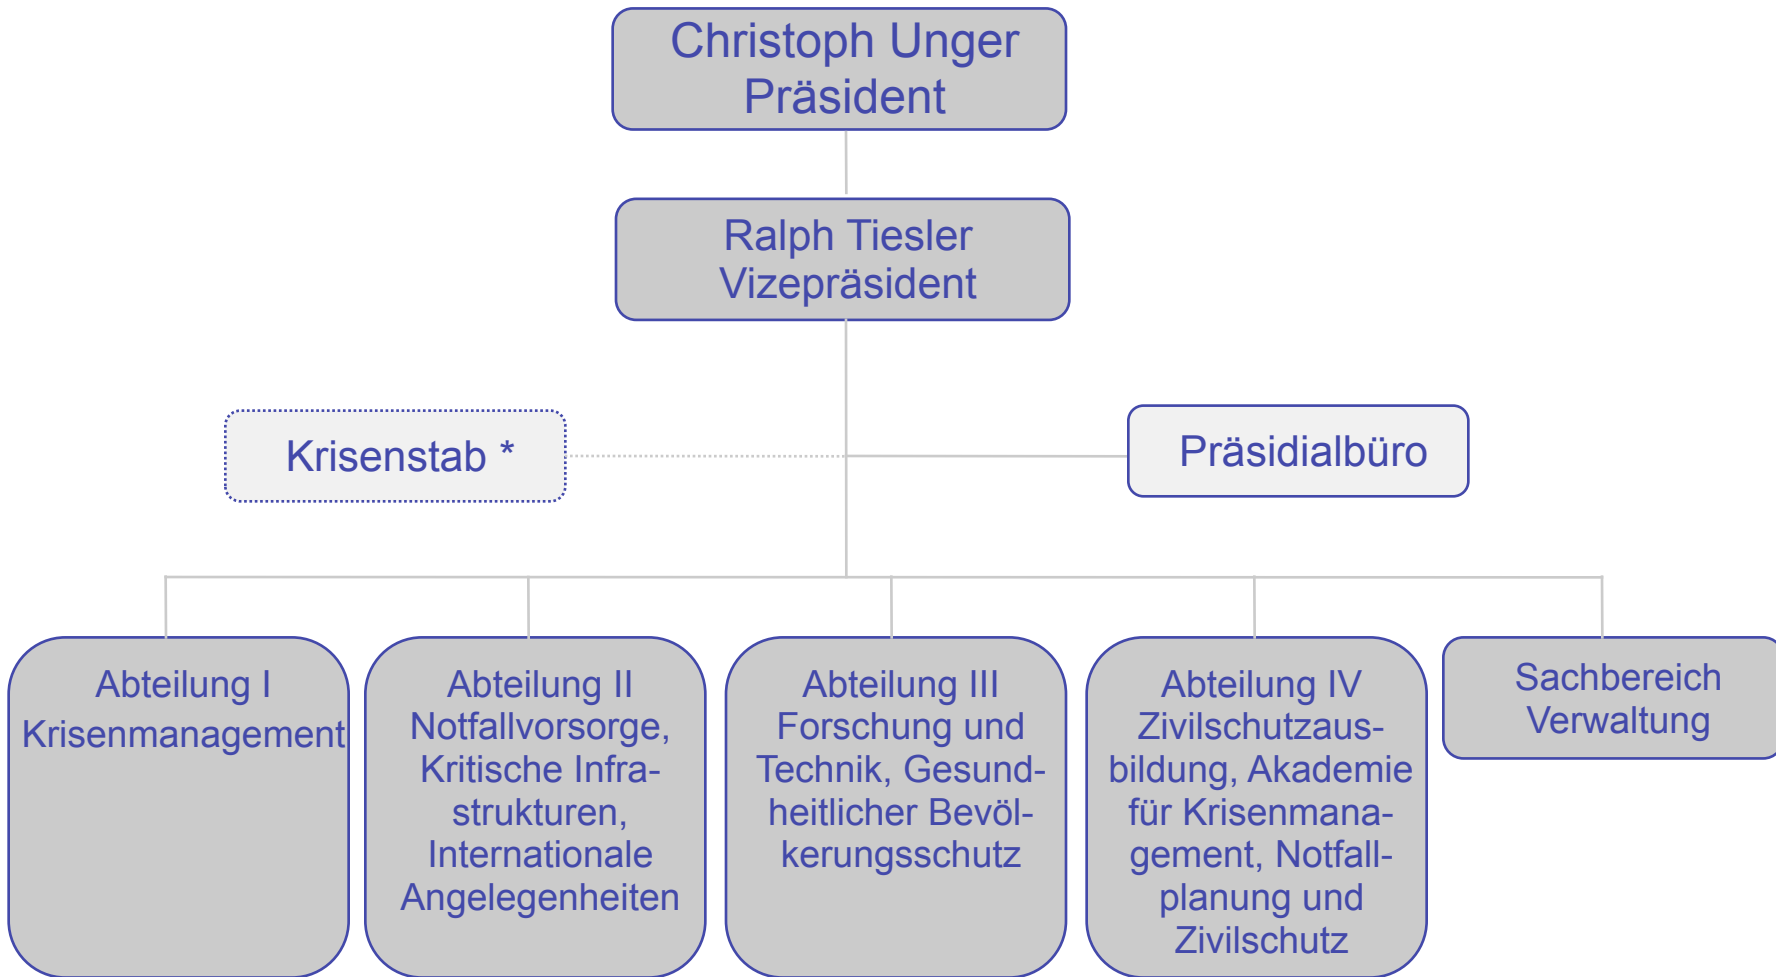 Christoph Unger
Präsident
Ralph Tiesler
Vizepräsident
Krisenstab *
Präsidialbüro
Abteilung I
Krisenmanagement
Abteilung II
Notfallvorsorge,
Kritische Infra-
strukturen,
Internationale
Angelegenheiten
Abteilung III
Forschung und
Technik, Gesund-
heitlicher Bevöl-
kerungsschutz
Abteilung IV
Zivilschutzaus-
bildung, Akademie
für Krisenmana-
gement, Notfall-
planung und
Zivilschutz
Sachbereich
Verwaltung